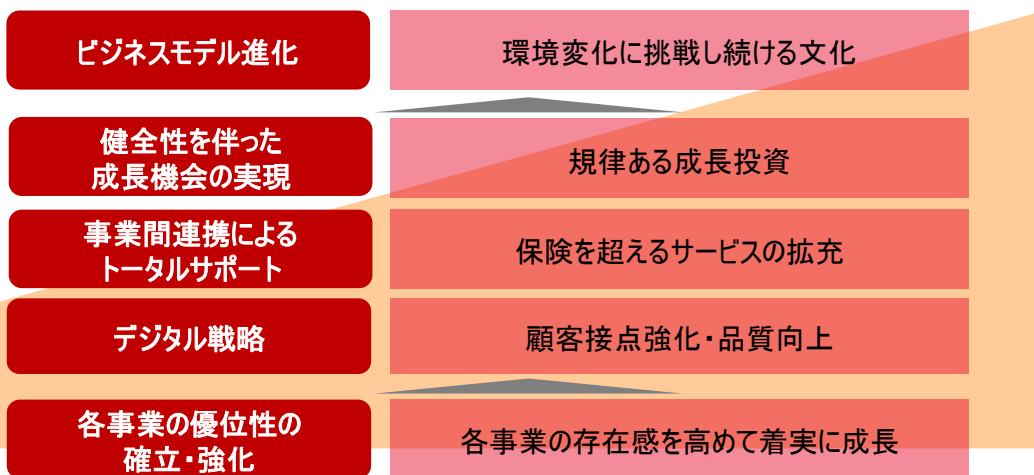 ビジネスモデル進化
環境変化に挑戦し続ける文化
健全性を伴った
成長機会の実現
規律ある成長投資
事業間連携による
トータルサポート
保険を超えるサービスの拡充
デジタル戦略
顧客接点強化・品質向上
各事業の優位性の
確立・強化
各事業の存在感を高めて着実に成長